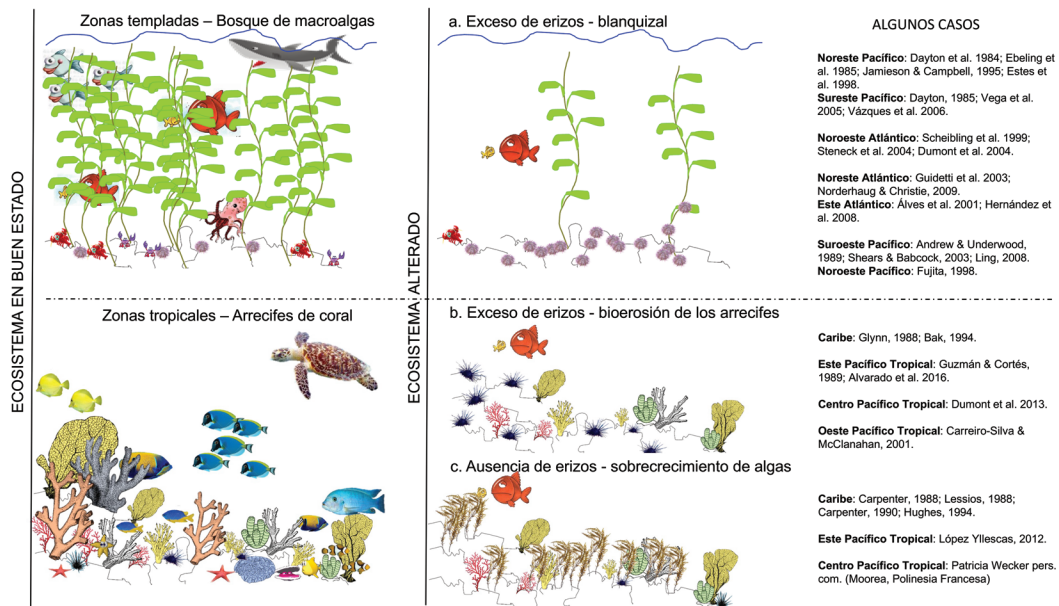 ECOSISTEMA EN BUEN ESTADO
Zonas templadas – Bosque de macroalgas
Zonas tropicales – Arrecifes de coral
ECOSISTEMA ALTERADO
a. Exceso de erizos - blanquizal
b. Exceso de erizos - bioerosión de los arrecifes
c. Ausencia de erizos - sobrecrecimiento de algas
ALGUNOS CASOS
Noreste Pacífico: Dayton et al. 1984; Ebeling et
al. 1985; Jamieson & Campbell, 1995; Estes et
al. 1998.
Sureste Pacífico: Dayton, 1985; Vega et al.
2005; Vázques et al. 2006.
Noroeste Atlántico: Scheibling et al. 1999;
Steneck et al. 2004; Dumont et al. 2004.
Noreste Atlántico: Guidetti et al. 2003;
Norderhaug & Christie, 2009.
Este Atlántico: Álves et al. 2001; Hernández et
al. 2008.
Suroeste Pacífico: Andrew & Underwood,
1989; Shears & Babcock, 2003; Ling, 2008.
Noroeste Pacífico: Fujita, 1998.
Caribe: Glynn, 1988; Bak, 1994.
Este Pacífico Tropical: Guzmán & Cortés,
1989; Alvarado et al. 2016.
Centro Pacífico Tropical: Dumont et al. 2013.
Oeste Pacífico Tropical: Carreiro-Silva &
McClanahan, 2001.
Caribe: Carpenter, 1988; Lessios, 1988;
Carpenter, 1990; Hughes, 1994.
Este Pacífico Tropical: López Yllescas, 2012.
Centro Pacífico Tropical: Patricia Wecker pers.
com. (Moorea, Polinesia Francesa)